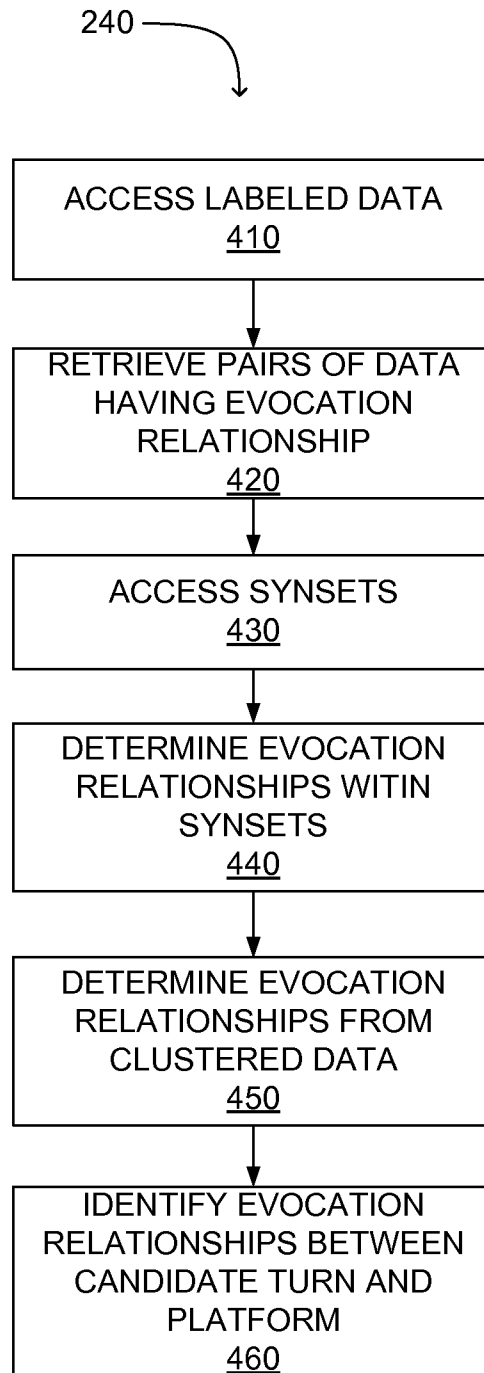 240
ACCESS LABELED DATA
410
RETRIEVE PAIRS OF DATA
HAVING EVOCATION
RELATIONSHIP
420
ACCESS SYNSETS
430
DETERMINE EVOCATION
RELATIONSHIPS WITIN
SYNSETS
440
DETERMINE EVOCATION
RELATIONSHIPS FROM
CLUSTERED DATA
450
IDENTIFY EVOCATION
RELATIONSHIPS BETWEEN
CANDIDATE TURN AND
PLATFORM
460